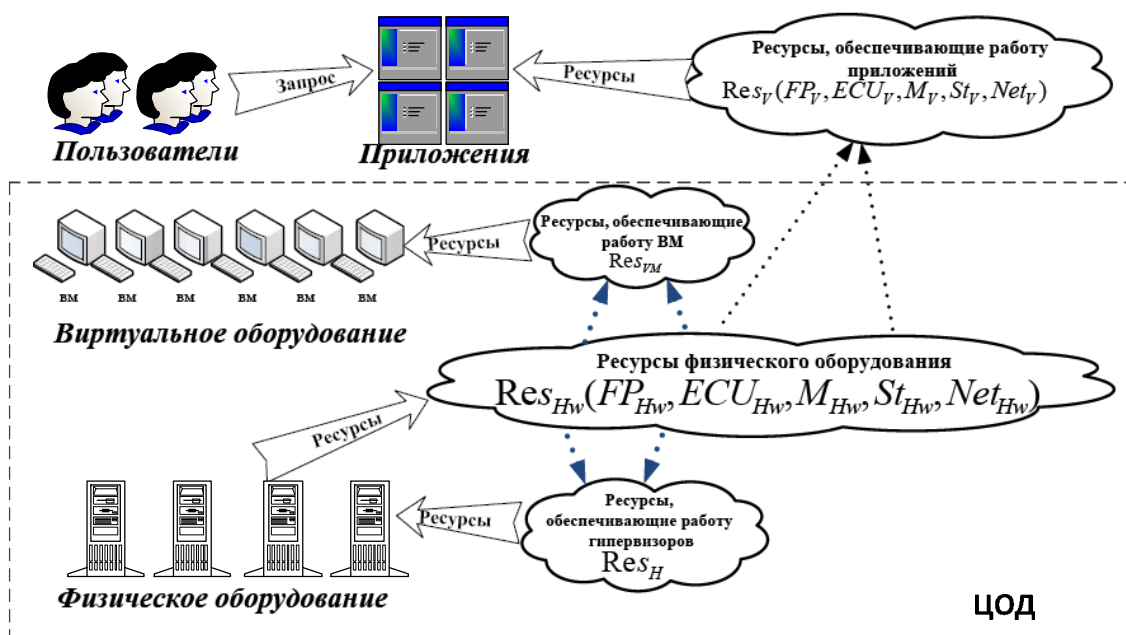 Запрос
Пользователи
Приложения
Ресурсы
Ресурсы, обеспечивающие работу
приложений
Res_V(FP_V, ECU_V, M_V, St_V, Net_V)
Ресурсы
Ресурсы, обеспечивающие
работу ВМ
Res_VM
ВМ ВМ ВМ ВМ ВМ ВМ
Виртуальное оборудование
Ресурсы физического оборудования
Res_Hw(FP_Hw, ECU_Hw, M_Hw, St_Hw, Net_Hw)
Ресурсы
Ресурсы
Ресурсы,
обеспечивающие работу
гипервизоров
Res_H
Физическое оборудование
ЦОД